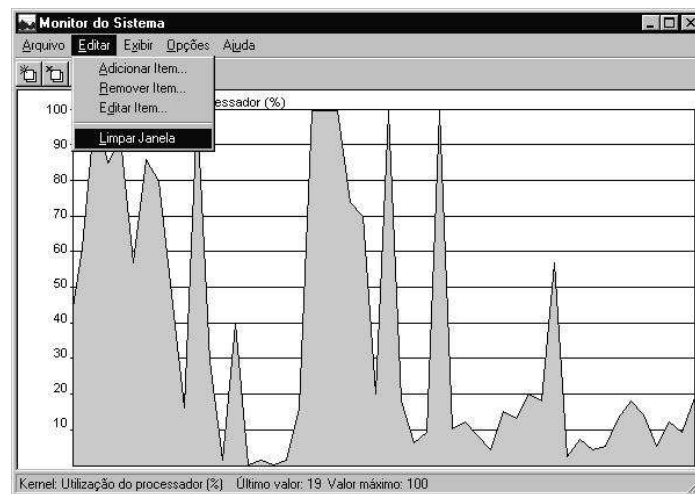 Monitor do Sistema
Arquivo Editar Exibir Opções Ajuda
Adicionar Item...
Remover Item...
Editar Item...
Limpar Janela
essador (%)
100
90
80
70
60
50
40
30
20
10
Kernel: Utilização do processador (%) Último valor: 19 Valor máximo: 100